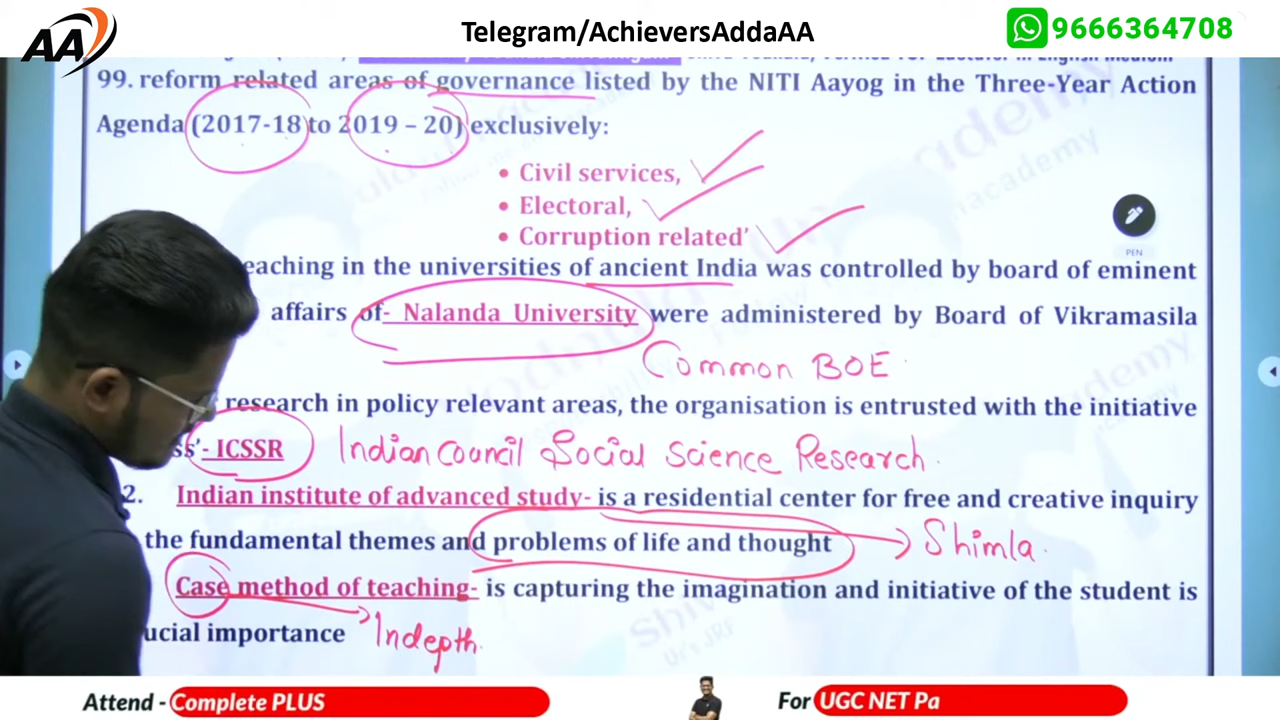 AA
Telegram/AchieversAddaAA
9666364708
99. reform related areas of governance listed by the NITI Aayog in the Three-Year Action
Agenda (2017-18 to 2019 – 20) exclusively:
• Civil services,
• Electoral,
• Corruption related'
PEN
eaching in the universities of ancient India was controlled by board of eminent
affairs of- Nalanda University were administered by Board of Vikramasila
Common BOE
research in policy relevant areas, the organisation is entrusted with the initiative
ss'- ICSSR Indian Council Social Science Research.
2. Indian institute of advanced study- is a residential center for free and creative inquiry
the fundamental themes and problems of life and thought Shimla.
Case method of teaching- is capturing the imagination and initiative of the student is
ucial importance Indepth.
Attend - Complete PLUS
For UGC NET Pa